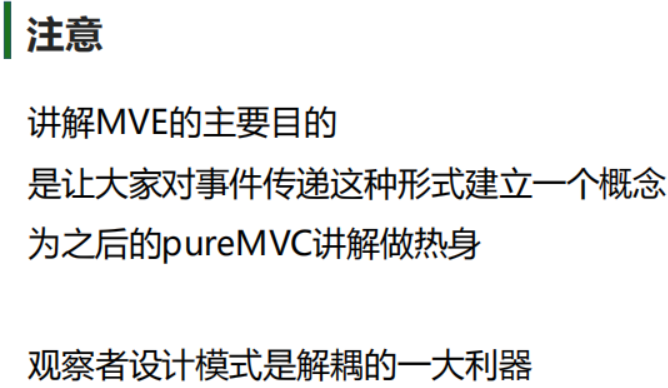 注意
讲解MVE的主要目的
是让大家对事件传递这种形式建立一个概念
为之后的pureMVC讲解做热身
观察者设计模式是解耦的一大利器